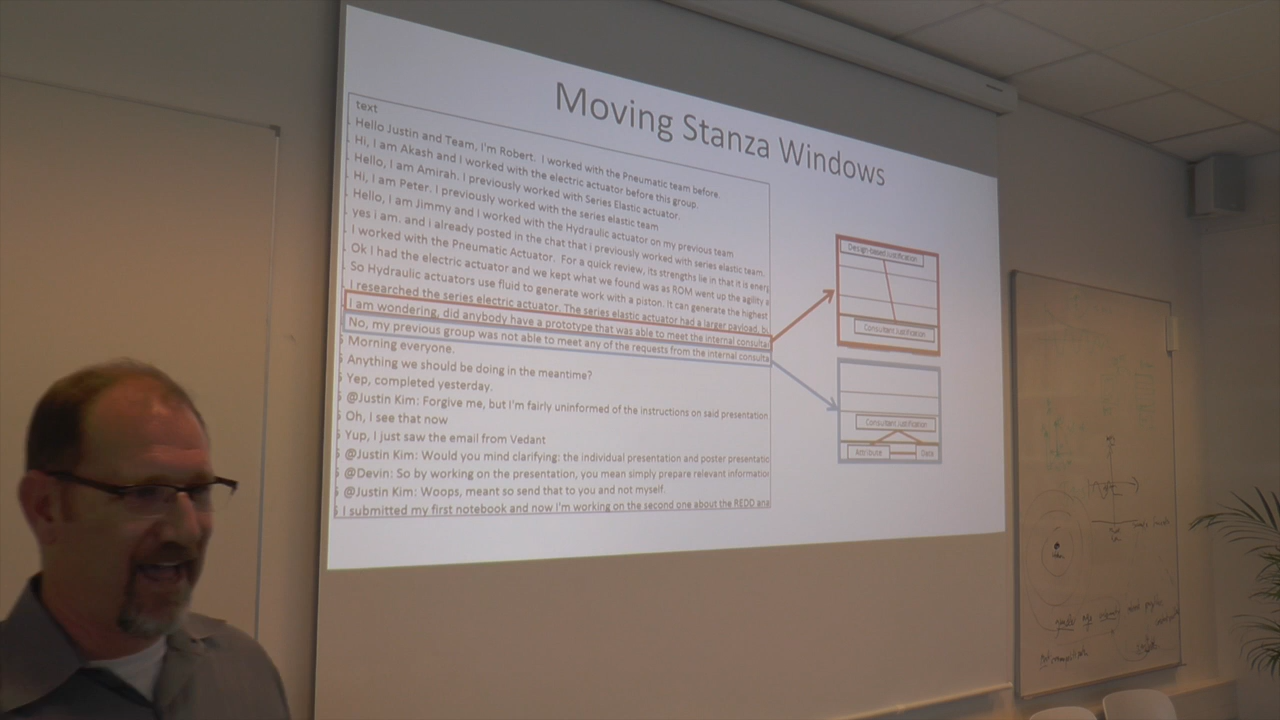 Moving Stanza Windows
text
Hello Justin and Team, I'm Robert. I worked with the Pneumatic team before.
Hi, I am Akash and I worked with the electric actuator before this group.
Hello, I am Amirah. I previously worked with Series Elastic actuator.
Hi, I am Peter. I previously worked with the series elastic team
Hello, I am Jimmy and I worked with the Hydraulic actuator on my previous team
yes i am. and i already posted in the chat that i previously worked with series elastic team.
I worked with the Pneumatic Actuator. For a quick review, its strengths lie in that it is energ
Ok I had the electric actuator and we kept what we found was as ROM went up the agility a
So Hydraulic actuators use fluid to generate work with a piston. It can generate the highest
I researched the series electric actuator. The series elastic actuator had a larger payload, bu
I am wondering, did anybody have a prototype that was able to meet the internal consultan
No, my previous group was not able to meet any of the requests from the internal consulta
Morning everyone.
Anything we should be doing in the meantime?
Yep, completed yesterday.
@Justin Kim: Forgive me, but I'm fairly uninformed of the instructions on said presentation
Oh, I see that now
Yup, I just saw the email from Vedant
@Justin Kim: Would you mind clarifying: the individual presentation and poster presentatio
@Devin: So by working on the presentation, you mean simply prepare relevant information
@Justin Kim: Woops, meant so send that to you and not myself.
I submitted my first notebook and now I'm working on the second one about the REDD ana
Design-based Justification
Consultant Justification
Consultant Justification
Attribute
Data